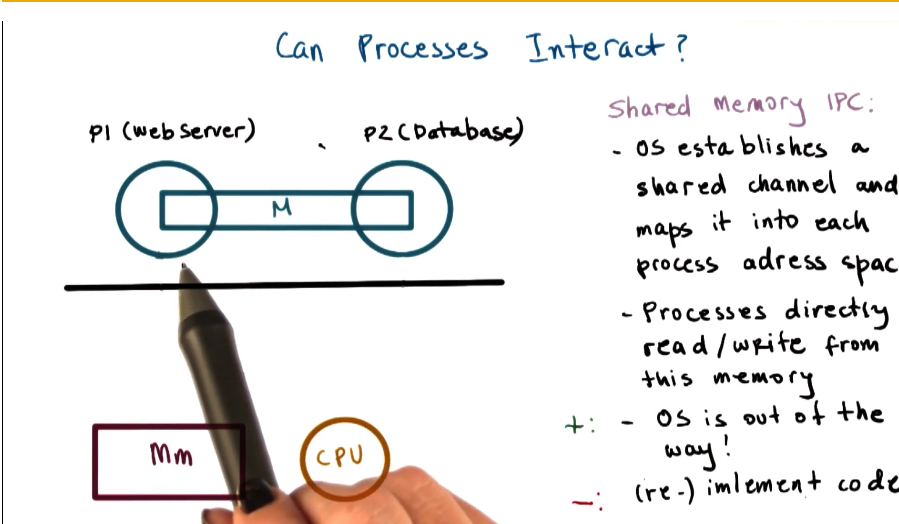 Can Processes Interact?
P1 (Web Server)
P2 (Database)
M
Mm
CPU
Shared Memory IPC:
- OS establishes a
shared channel and
maps it into each
process adress spac
- Processes directly
read/write from
this memory
+: - OS is out of the
way!
-: (re-) imlement code